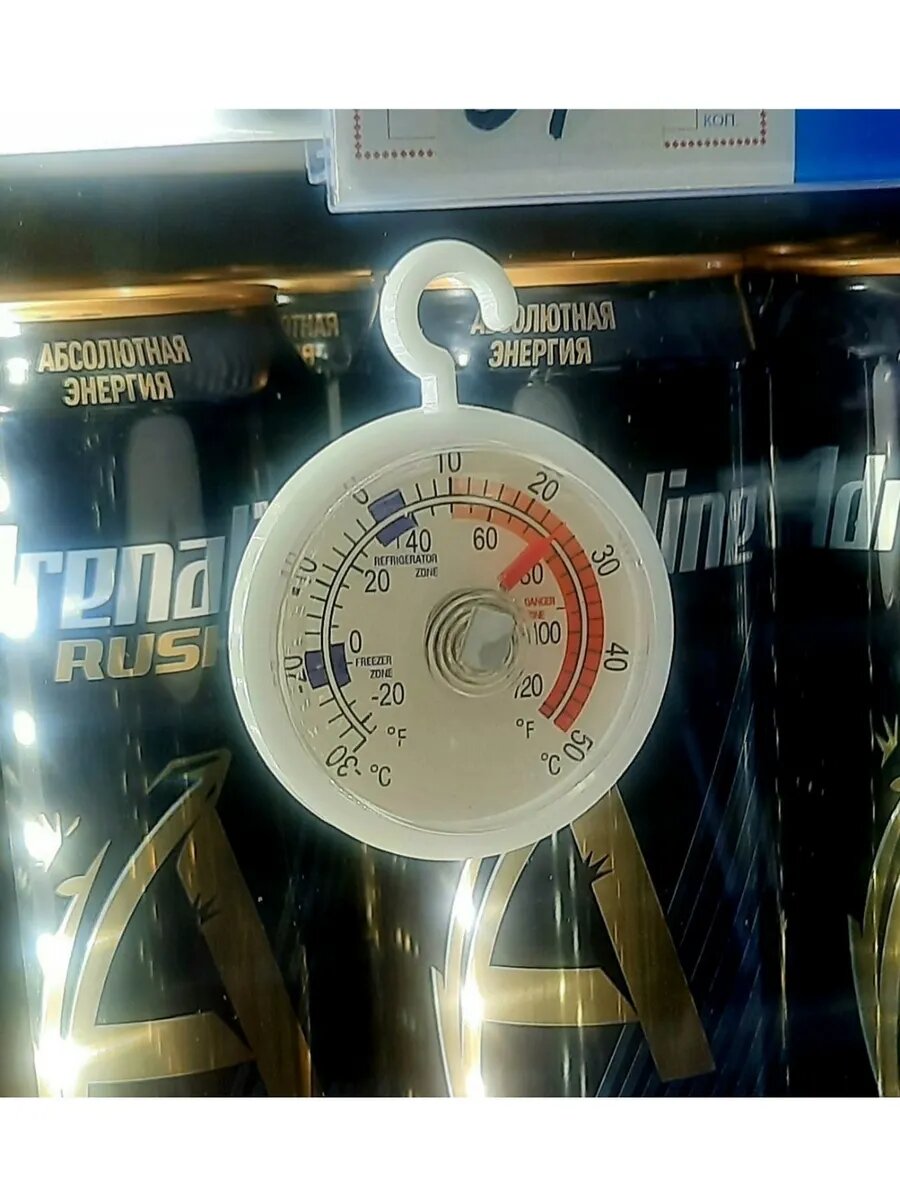 КОП.
АБСОЛЮТНАЯ
ЭНЕРГИЯ
АБСОЛЮТНАЯ
ЭНЕРГИЯ
RUSH
10
0
20
30
40
50
-30
°C
°C
40
60
20
80
0
100
-20
120
°F
°F
REFRIGERATOR
ZONE
DANGER
ZONE
FREEZER
ZONE